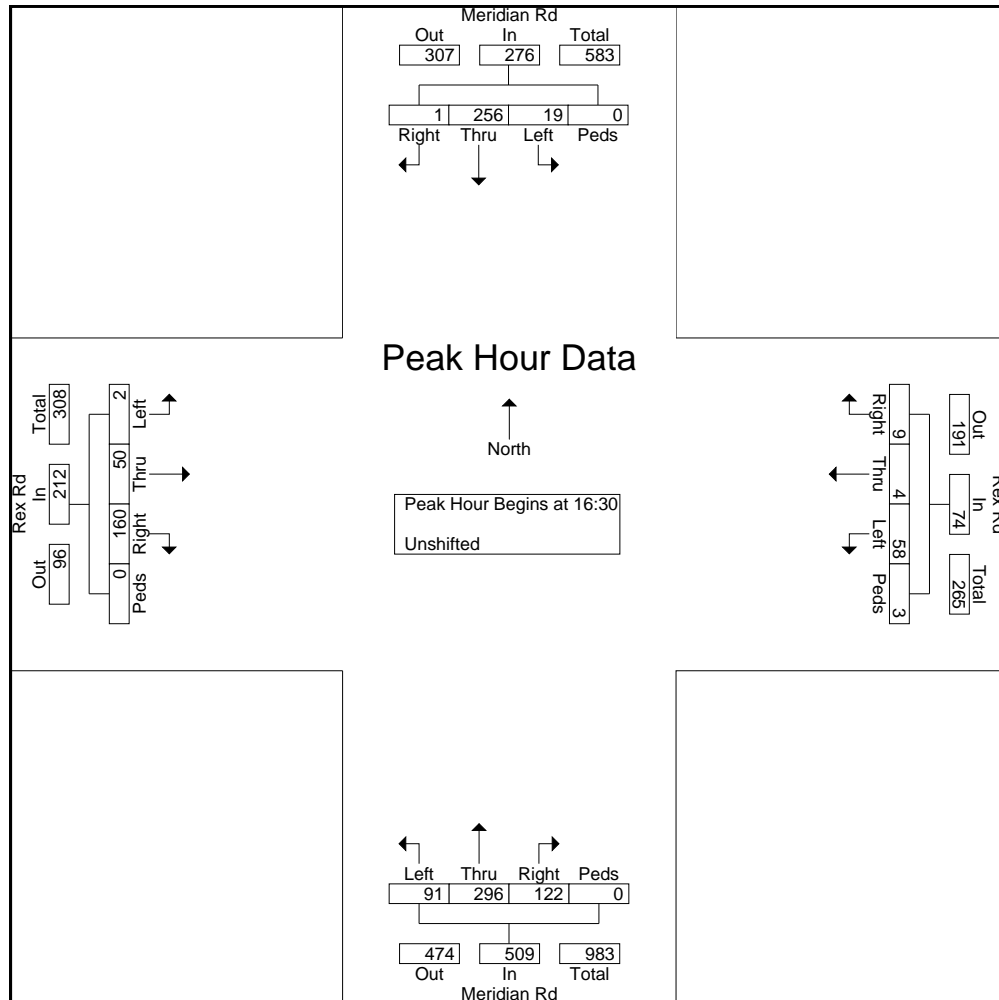 Meridian Rd
Out In Total
307 276 583
1 256 19 0
Right Thru Left Peds
Peak Hour Data
North
Peak Hour Begins at 16:30
Unshifted
Rex Rd
Total In Out
308 212 96
2 50 160 0
Left Thru Right Peds
Rex Rd
Out In Total
191 74 265
9 4 58 3
Right Thru Left Peds
Left Thru Right Peds
91 296 122 0
474 509 983
Out In Total
Meridian Rd